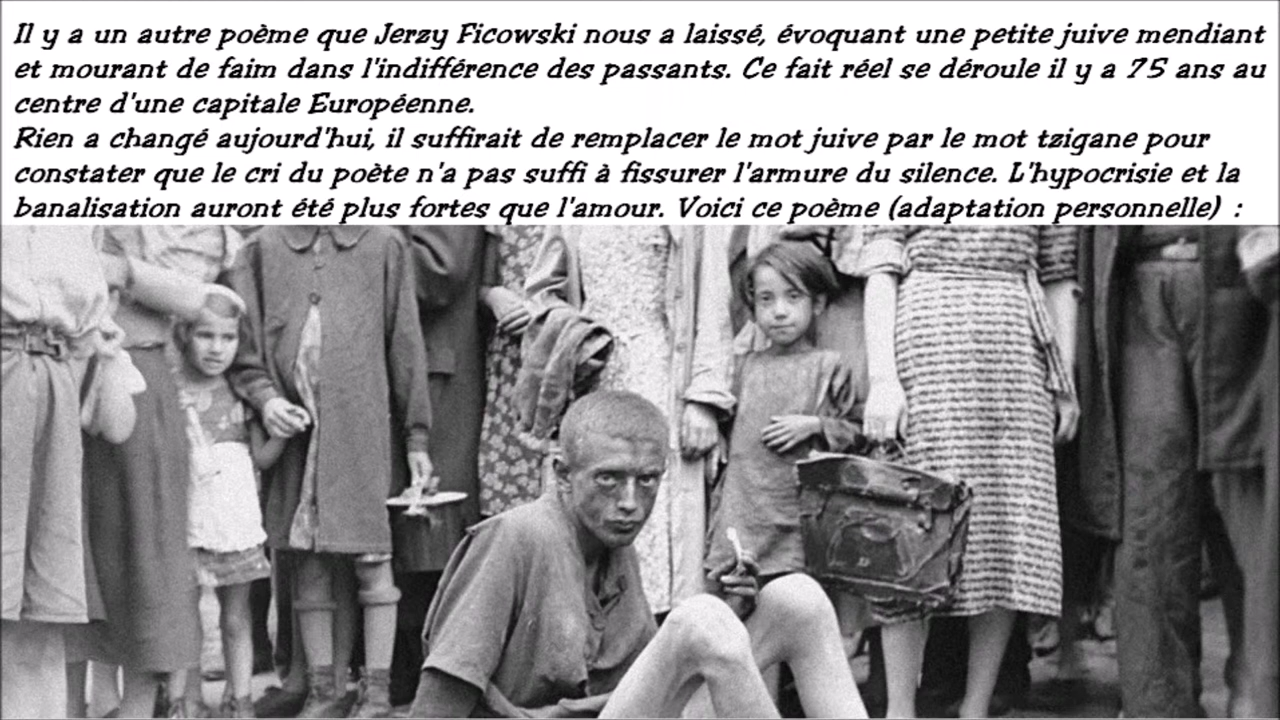 Il y a un autre poème que Jerzy Ficowski nous a laissé, évoquant une petite juive mendiant
et mourant de faim dans l'indifférence des passants. Ce fait réel se déroule il y a 75 ans au
centre d'une capitale Européenne.
Rien a changé aujourd'hui, il suffirait de remplacer le mot juive par le mot tzigane pour
constater que le cri du poète n'a pas suffi à fissurer l'armure du silence. L'hypocrisie et la
banalisation auront été plus fortes que l'amour. Voici ce poème (adaptation personnelle) :